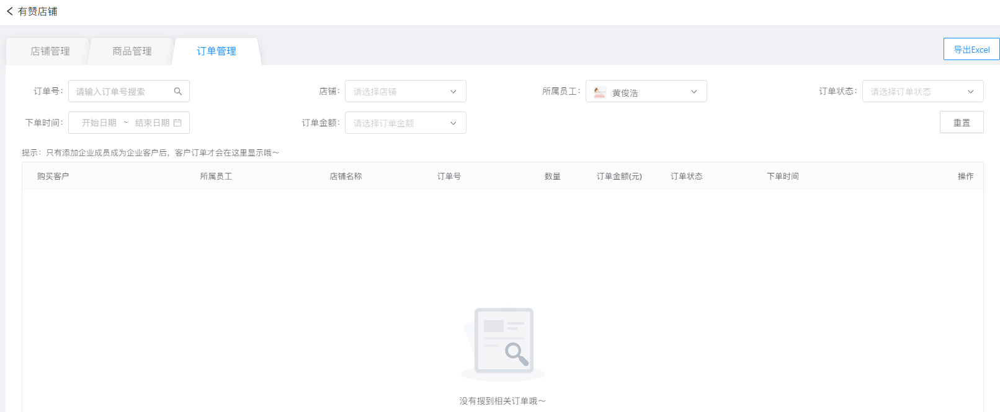 有赞店铺
店铺管理 商品管理 订单管理 导出Excel
订单号: 请输入订单号搜索 店铺: 请选择店铺 所属员工: 黄俊浩 订单状态: 请选择订单状态
下单时间: 开始日期 ~ 结束日期 订单金额: 请选择订单金额 重置
提示：只有添加企业成员成为企业客户后，客户订单才会在这里显示哦～
购买客户 所属员工 店铺名称 订单号 数量 订单金额(元) 订单状态 下单时间 操作
没有搜到相关订单哦～